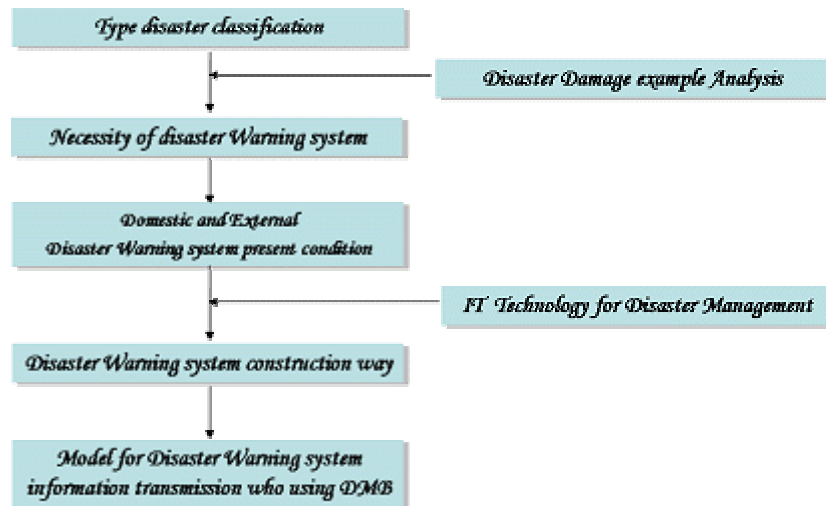 Type disaster classification
Disaster Damage example Analysis
Necessity of disaster Warning system
Domestic and External
Disaster Warning system present condition
IT Technology for Disaster Management
Disaster Warning system construction way
Model for Disaster Warning system
information transmission who using DMB